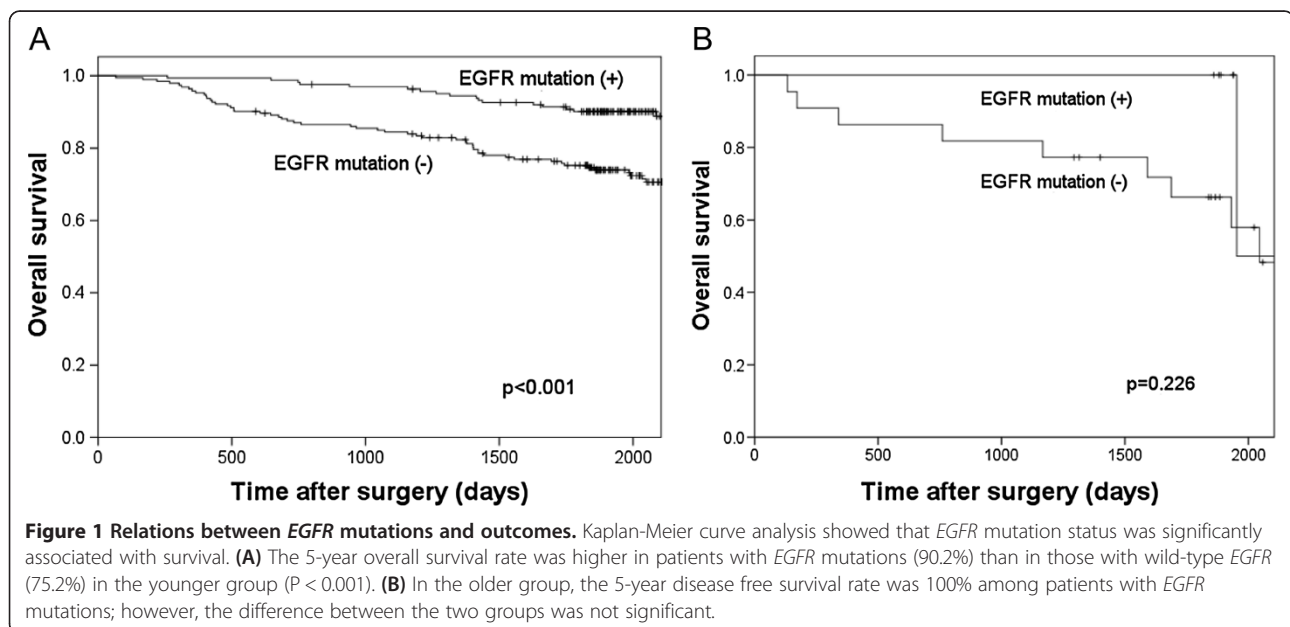 A
1.0
0.8
0.6
0.4
0.2
0.0
Overall survival
EGFR mutation (+)
EGFR mutation (-)
p<0.001
0 500 1000 1500 2000
Time after surgery (days)
B
1.0
0.8
0.6
0.4
0.2
0.0
Overall survival
EGFR mutation (+)
EGFR mutation (-)
p=0.226
0 500 1000 1500 2000
Time after surgery (days)
Figure 1 Relations between EGFR mutations and outcomes. Kaplan-Meier curve analysis showed that EGFR mutation status was significantly
associated with survival. (A) The 5-year overall survival rate was higher in patients with EGFR mutations (90.2%) than in those with wild-type EGFR
(75.2%) in the younger group (P < 0.001). (B) In the older group, the 5-year disease free survival rate was 100% among patients with EGFR
mutations; however, the difference between the two groups was not significant.